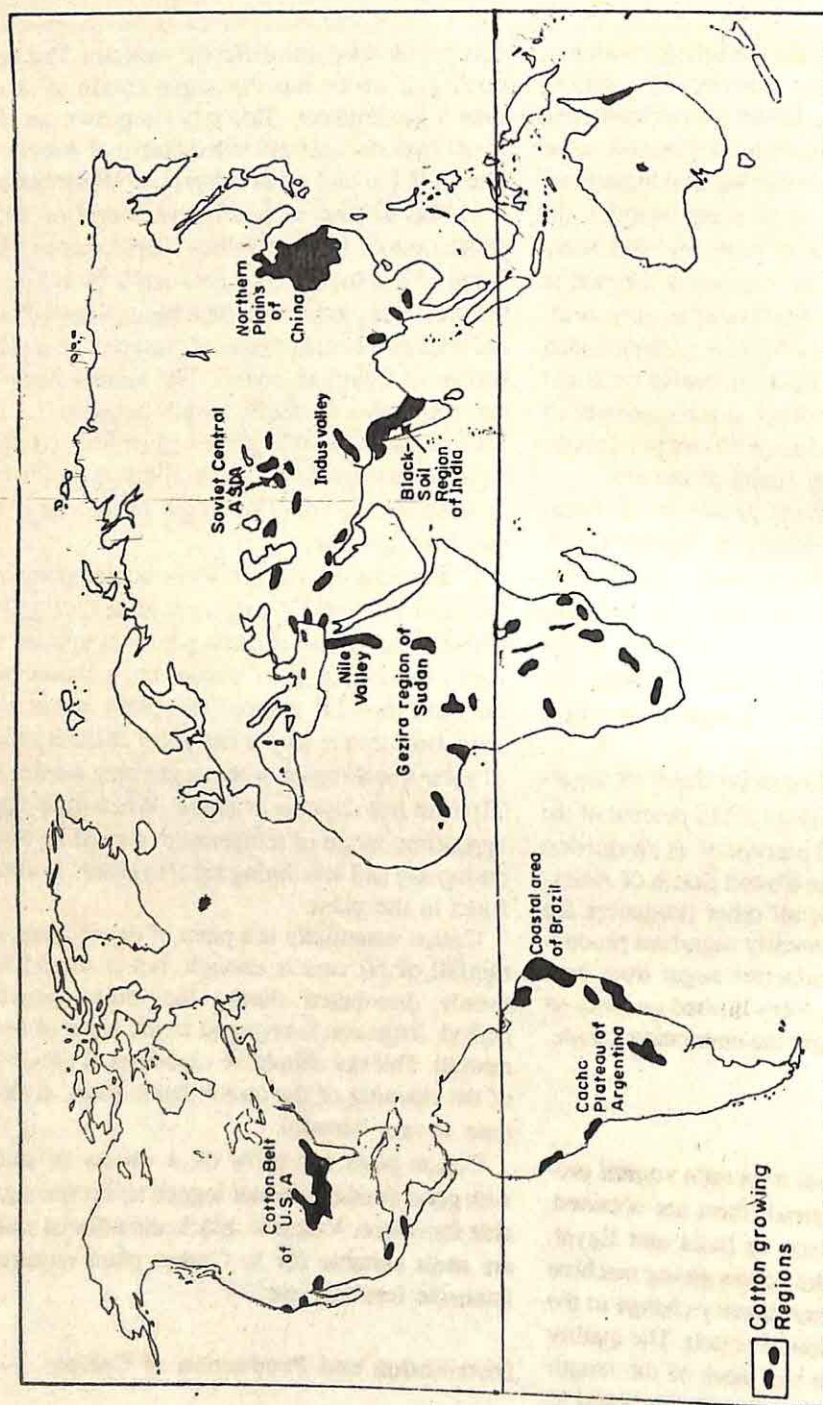 Cotton Belt
of U.S.A
Coastal area
of Brazil
Cacho
Plateau of
Argentina
Nile
Valley
Gezira region of
Sudan
Soviet Central
ASDA
Indus valley
Black-
Soil
Region
of India
Northern
Plains
of
China
Cotton growing
Regions